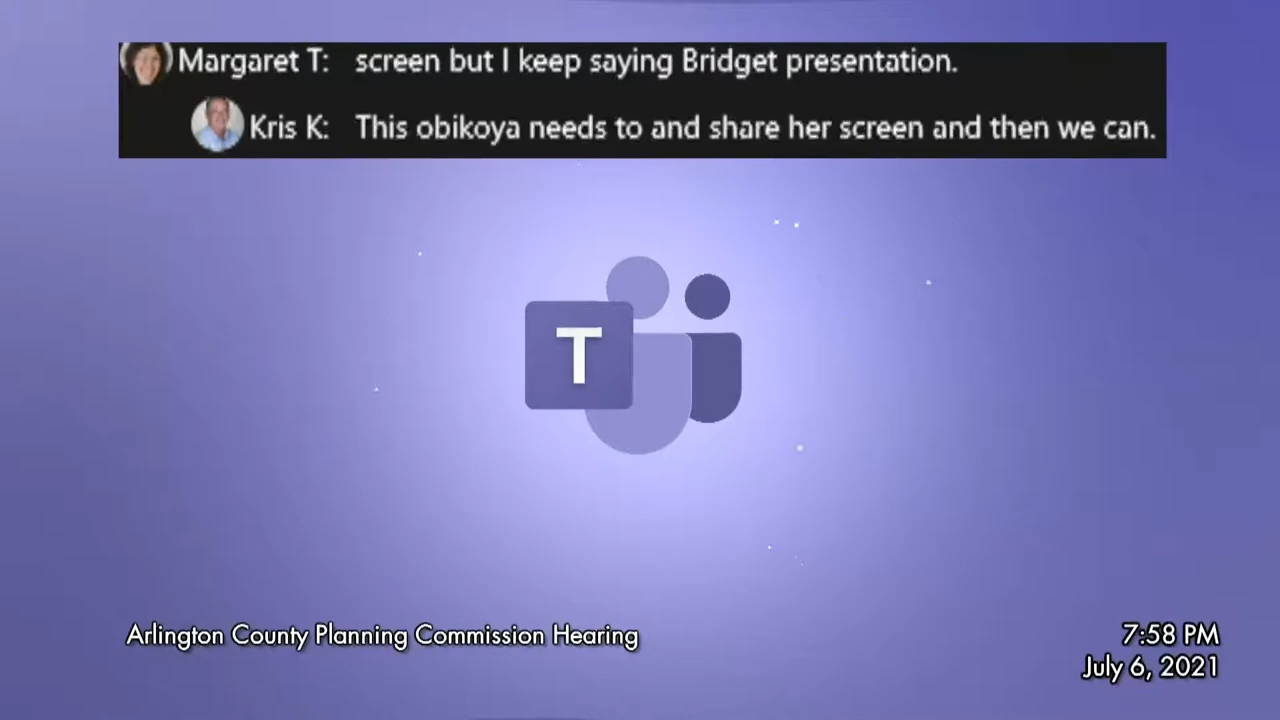 Margaret T: screen but I keep saying Bridget presentation.
Kris K: This obikoya needs to and share her screen and then we can.
T
Arlington County Planning Commission Hearing
7:58 PM
July 6, 2021